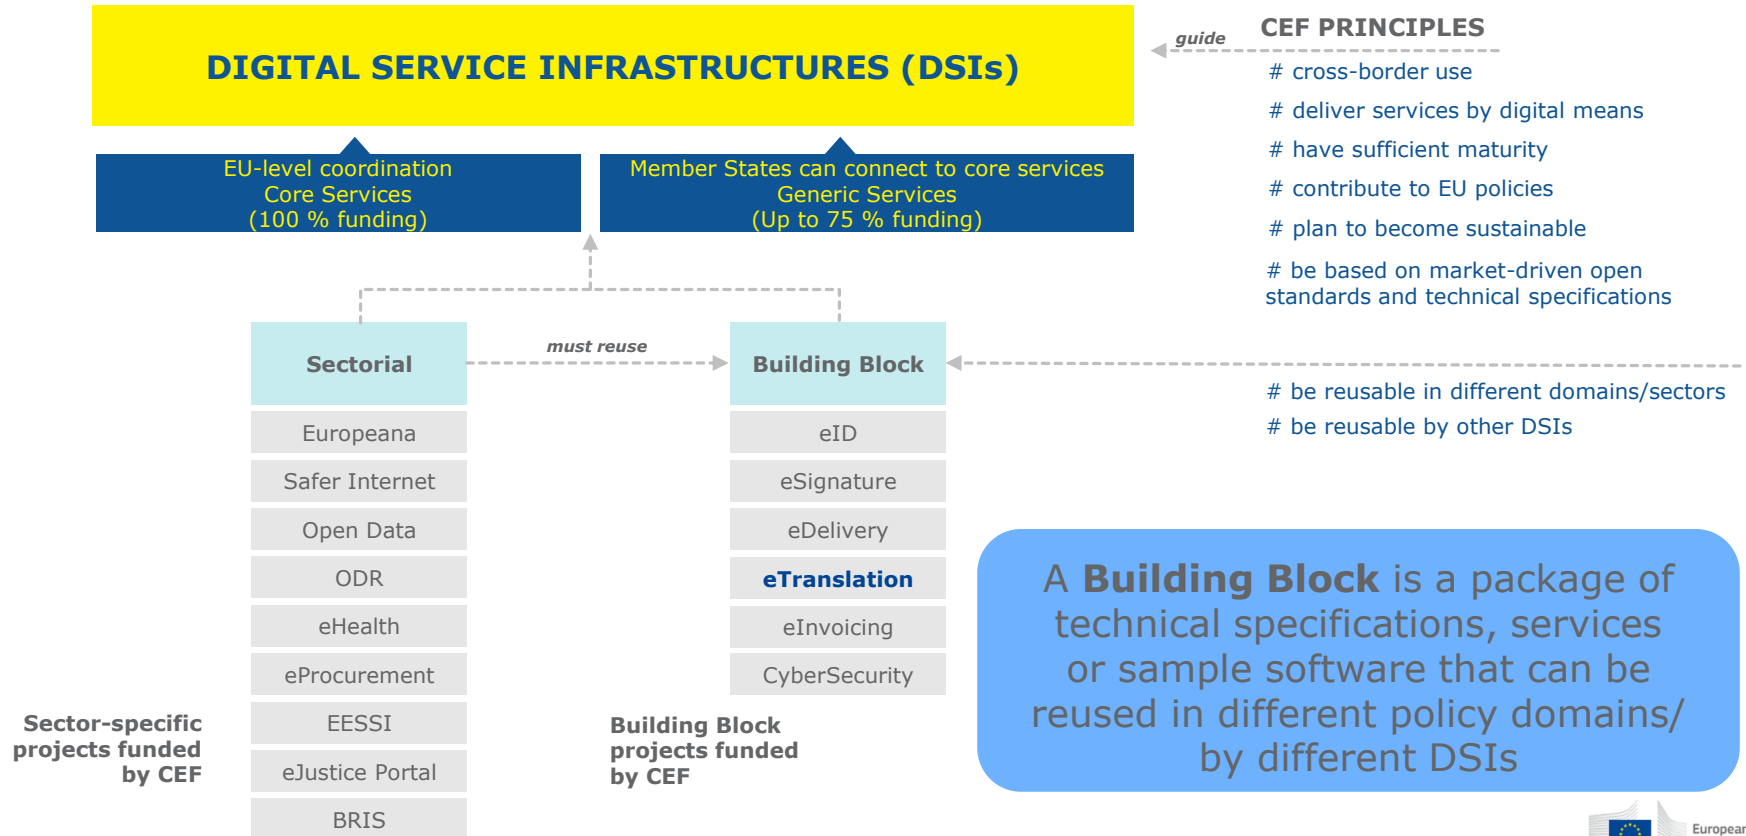 DIGITAL SERVICE INFRASTRUCTURES (DSIs)
EU-level coordination
Core Services
(100 % funding)
Member States can connect to core services
Generic Services
(Up to 75 % funding)
guide
CEF PRINCIPLES
# cross-border use
# deliver services by digital means
# have sufficient maturity
# contribute to EU policies
# plan to become sustainable
# be based on market-driven open
standards and technical specifications
Sectorial
must reuse
Building Block
# be reusable in different domains/sectors
# be reusable by other DSIs
Europeana
Safer Internet
Open Data
ODR
eHealth
eProcurement
EESSI
eJustice Portal
BRIS
Sector-specific
projects funded
by CEF
eID
eSignature
eDelivery
eTranslation
eInvoicing
CyberSecurity
Building Block
projects funded
by CEF
A Building Block is a package of
technical specifications, services
or sample software that can be
reused in different policy domains/
by different DSIs
European